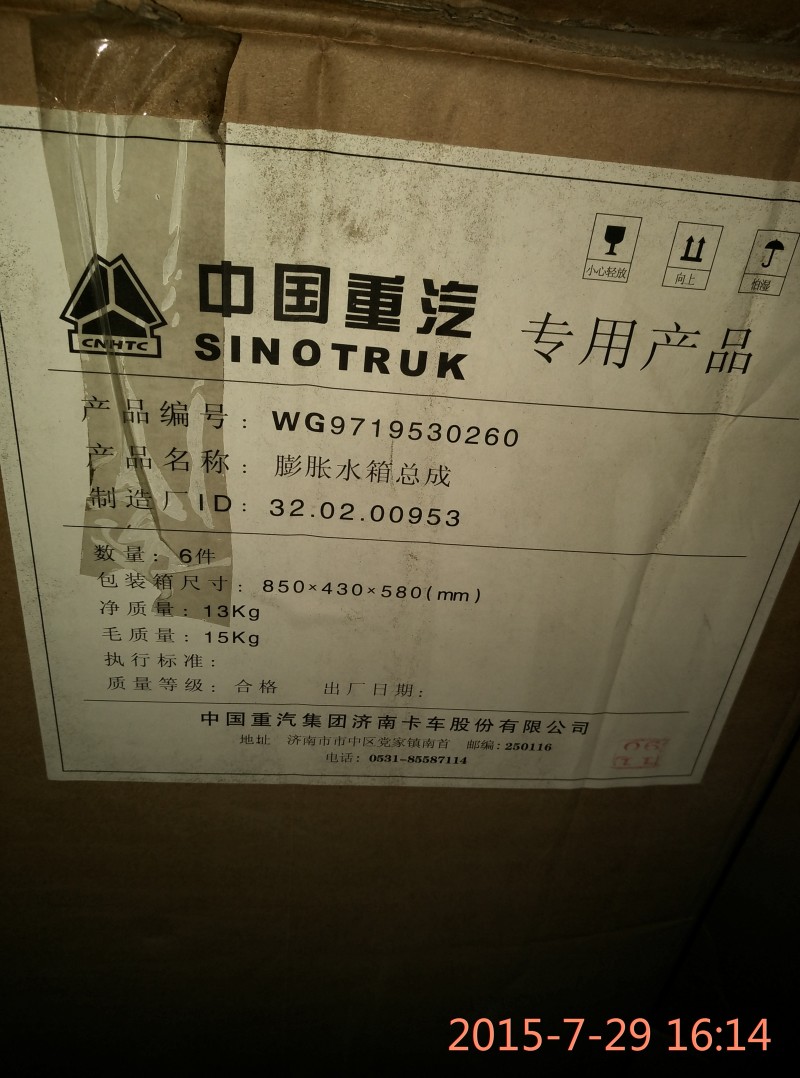 小心轻放
向上
怕湿
CNHTC
中国重汽
SINOTRUK
专用产品
产品编号：WG9719530260
产品名称：膨胀水箱总成
制造厂ID：32.02.00953
数量：6件
包装箱尺寸：850×430×580(mm)
净质量：13Kg
毛质量：15Kg
执行标准：
质量等级：合格 出厂日期：
中国重汽集团济南卡车股份有限公司
地址 济南市市中区党家镇南首 邮编：250116
电话：0531-85587114
2015-7-29 16:14